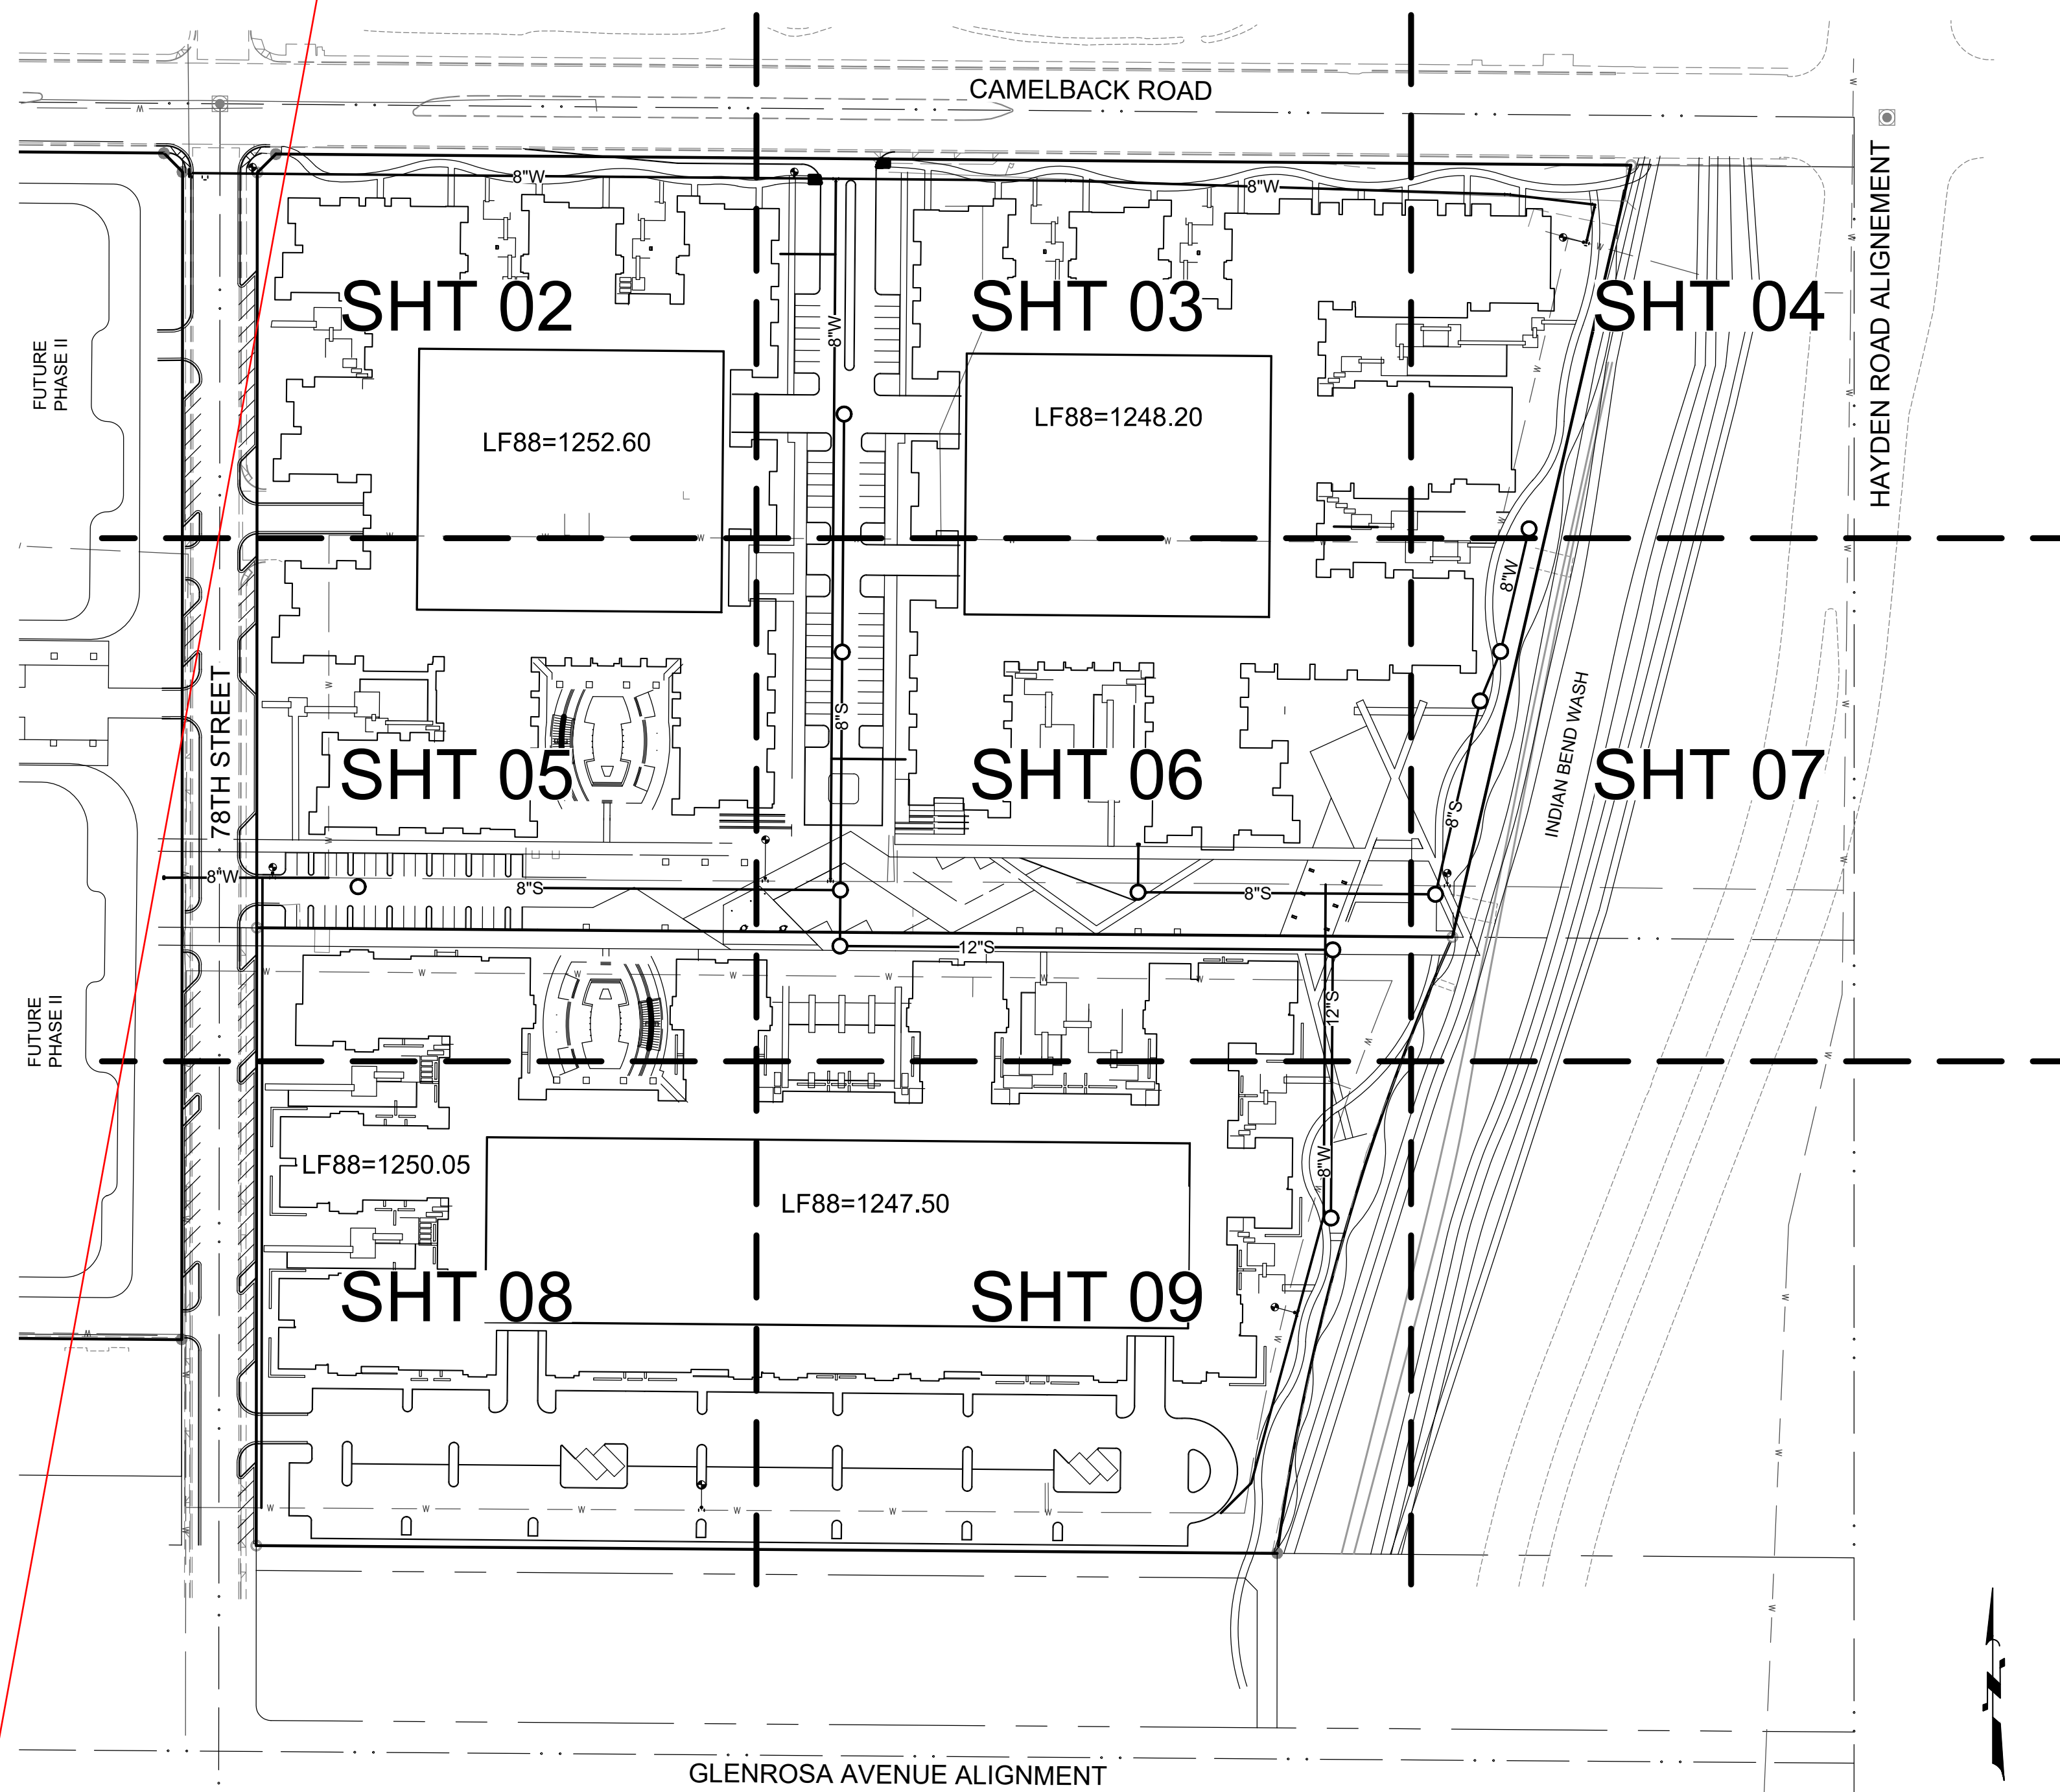 CAMELBACK ROAD
HAYDEN ROAD ALIGNEMENT
8"W
8"W
W
SHT 02
SHT 03
SHT 04
8"W
FUTURE
PHASE II
LF88=1252.60
LF88=1248.20
W
W
W
W
W
W
8"W
78TH STREET
8"S
INDIAN BEND WASH
SHT 05
SHT 06
SHT 07
8"S
8"W
8"S
8"S
12"S
W
W
W
W
W
W
W
12"S
FUTURE
PHASE II
LF88=1250.05
8"W
LF88=1247.50
SHT 08
SHT 09
W
W
W
W
W
W
W
GLENROSA AVENUE ALIGNMENT